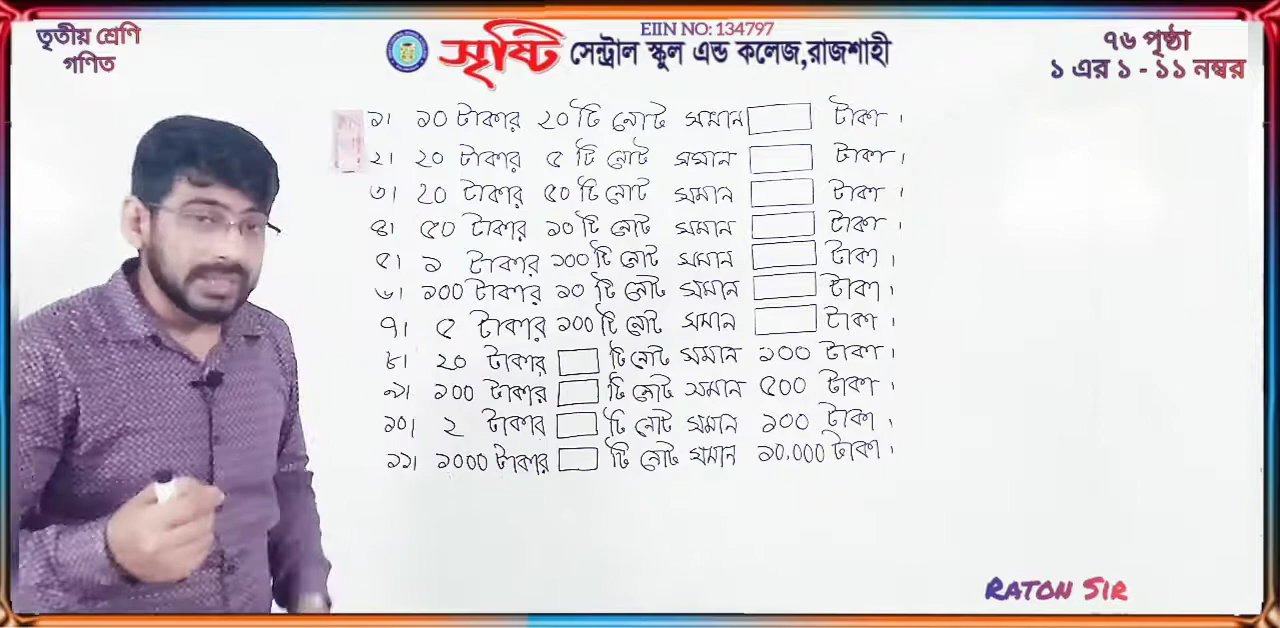 তৃতীয় শ্রেণি
গণিত
EIIN NO: 134797
সৃষ্টি সেন্ট্রাল স্কুল এন্ড কলেজ,রাজশাহী
৭৬ পৃষ্ঠা
১ এর ১ - ১১ নম্বর
১। ১০ টাকার ২০ টি নোট সমান টাকা।
২। ২০ টাকার ৫ টি নোট সমান টাকা।
৩। ২০ টাকার ৫০ টি নোট সমান টাকা।
৪। ৫০ টাকার ১০ টি নোট সমান টাকা।
৫। ১ টাকার ১০০ টি নোট সমান টাকা।
৬। ১০০ টাকার ১০ টি নোট সমান টাকা।
৭। ৫ টাকার ১০০ টি নোট সমান টাকা।
৮। ২০ টাকার টি নোট সমান ১০০ টাকা।
৯। ১০০ টাকার টি নোট সমান ৫০০ টাকা।
১০। ২ টাকার টি নোট সমান ১০০ টাকা।
১১। ১০০০ টাকার টি নোট সমান ১০,০০০ টাকা।
RATON SIR